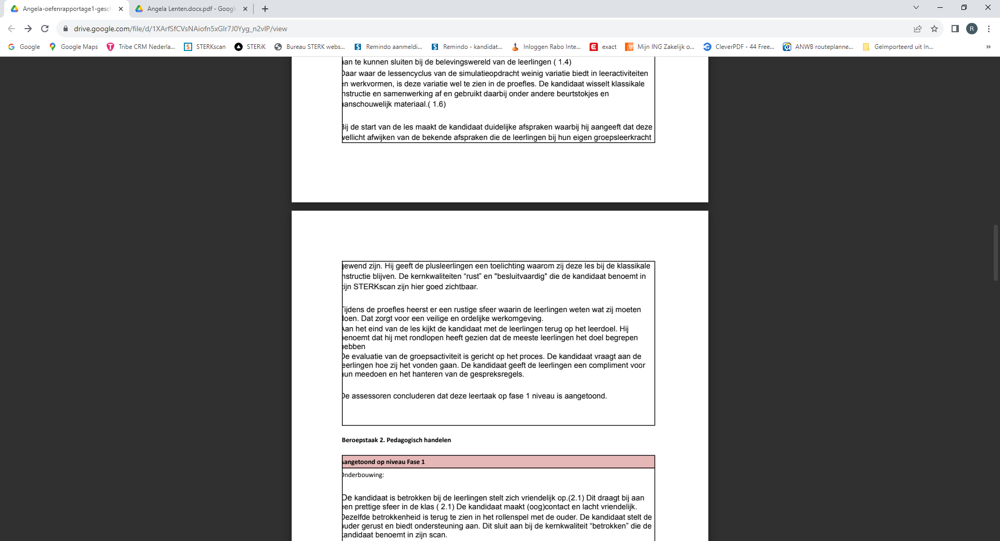 Angela-oefenrapportage1-gesch
Angela Lenten.docx.pdf - Google
drive.google.com/file/d/1XArfSfCVsNAiofn5xGIr7J0Yyg_n2vlP/view
R
Google
Google Maps
Tribe CRM Nederla...
STERKscan
STERiK
Bureau STERK webs...
Remindo aanmeldi...
Remindo - kandidat...
Inloggen Rabo Inte...
exact
Mijn ING Zakelijk o...
CleverPDF - 44 Free...
ANWB routeplanne...
Geïmporteerd uit In...
aan te kunnen sluiten bij de belevingswereld van de leerlingen ( 1.4)
Daar waar de lessencyclus van de simulatieopdracht weinig variatie biedt in leeractiviteiten
en werkvormen, is deze variatie wel te zien in de proefles. De kandidaat wisselt klassikale
instructie en samenwerking af en gebruikt daarbij onder andere beurtstokjes en
aanschouwelijk materiaal.( 1.6)
Bij de start van de les maakt de kandidaat duidelijke afspraken waarbij hij aangeeft dat deze
wellicht afwijken van de bekende afspraken die de leerlingen bij hun eigen groepsleerkracht
gewend zijn. Hij geeft de plusleerlingen een toelichting waarom zij deze les bij de klassikale
instructie blijven. De kernkwaliteiten “rust” en "besluitvaardig" die de kandidaat benoemt in
zijn STERKscan zijn hier goed zichtbaar.
Tijdens de proefles heerst er een rustige sfeer waarin de leerlingen weten wat zij moeten
doen. Dat zorgt voor een veilige en ordelijke werkomgeving.
Aan het eind van de les kijkt de kandidaat met de leerlingen terug op het leerdoel. Hij
benoemt dat hij met rondlopen heeft gezien dat de meeste leerlingen het doel begrepen
hebben
De evaluatie van de groepsactiviteit is gericht op het proces. De kandidaat vraagt aan de
leerlingen hoe zij het vonden gaan. De kandidaat geeft de leerlingen een compliment voor
hun meedoen en het hanteren van de gespreksregels.
De assessoren concluderen dat deze leertaak op fase 1 niveau is aangetoond.
Beroepstaak 2. Pedagogisch handelen
Aangetoond op niveau Fase 1
Onderbouwing:
De kandidaat is betrokken bij de leerlingen stelt zich vriendelijk op.(2.1) Dit draagt bij aan
een prettige sfeer in de klas ( 2.1) De kandidaat maakt (oog)contact en lacht vriendelijk.
Dezelfde betrokkenheid is terug te zien in het rollenspel met de ouder. De kandidaat stelt de
ouder gerust en biedt ondersteuning aan. Dit sluit aan bij de kernkwaliteit “betrokken” die de
kandidaat benoemt in zijn scan.